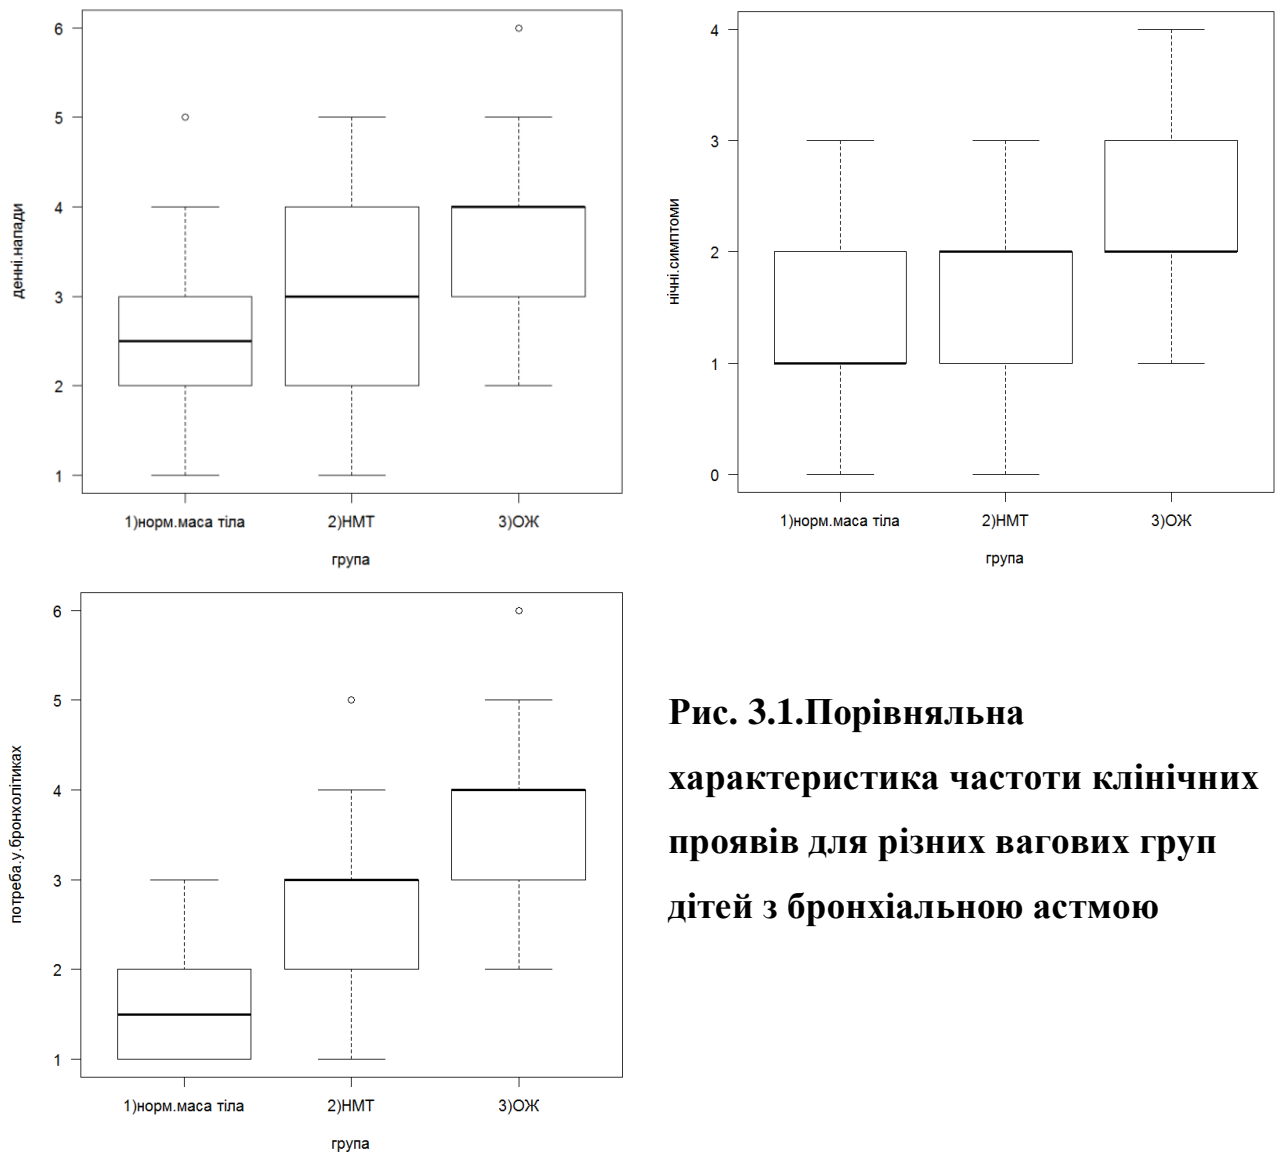 6
5
4
3
2
1
денні.напади
1)норм.маса тіла 2)НМТ 3)ОЖ
група
4
3
2
1
0
нічні.симптоми
1)норм.маса тіла 2)НМТ 3)ОЖ
група
6
5
4
3
2
1
потреба.у.бронхолітиках
1)норм.маса тіла 2)НМТ 3)ОЖ
група
Рис. 3.1.Порівняльна
характеристика частоти клінічних
проявів для різних вагових груп
дітей з бронхіальною астмою